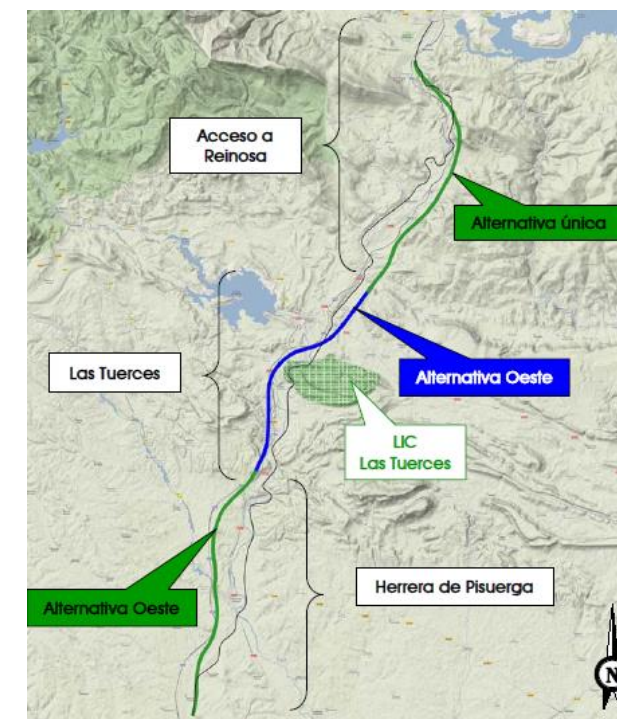 Acceso a
Reinosa
Alternativa única
Las Tuerces
Alternativa Oeste
LIC
Las Tuerces
Herrera de Pisuerga
Alternativa Oeste
N